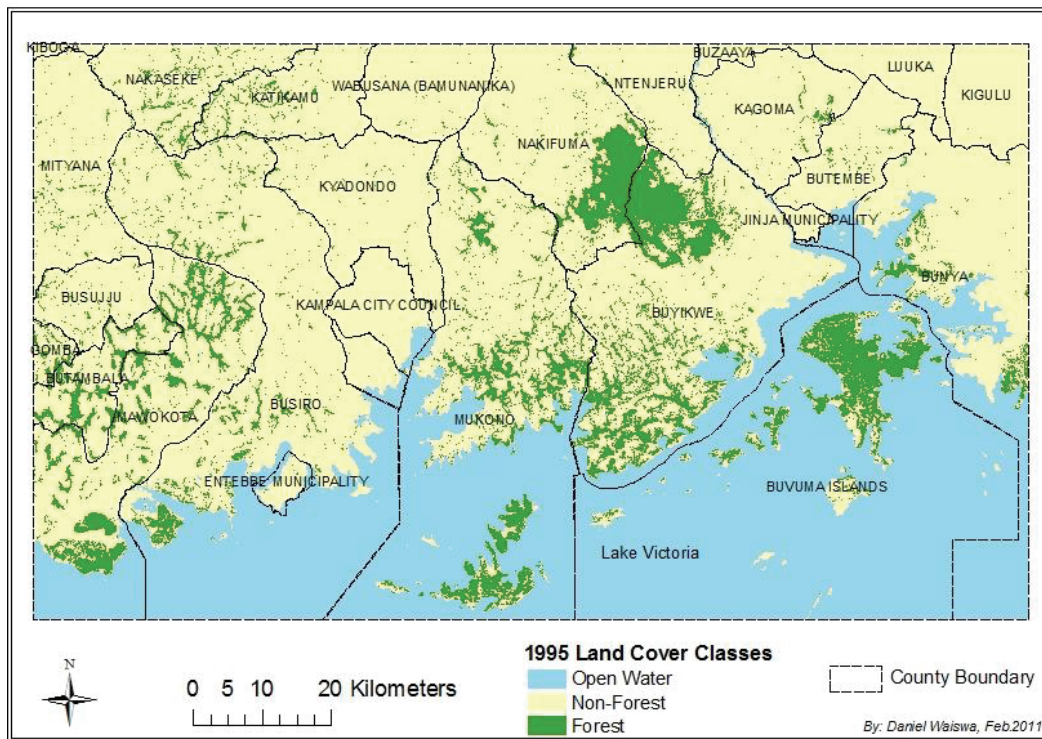 KIBOGA
NAKASEKE
KATIKAMU
WABUSANA (BAMUNANIKA)
NTENJERU
BUZAAYA
KAGOMA
LUUKA
KIGULU
MITYANA
KYADONDO
NAKIFUMA
BUTEMBE
JINJA MUNICIPALITY
BUSUJJU
KAMPALA CITY COUNCIL
BUYIKWE
BUNYA
GOMBA
BUTAMBALA
MAWOKOTA
BUSIRO
MUKONO
ENTEBBE MUNICIPALITY
BUVUMA ISLANDS
Lake Victoria
N
0 5 10 20 Kilometers
1995 Land Cover Classes
Open Water
Non-Forest
Forest
County Boundary
By: Daniel Waiswa, Feb.2011